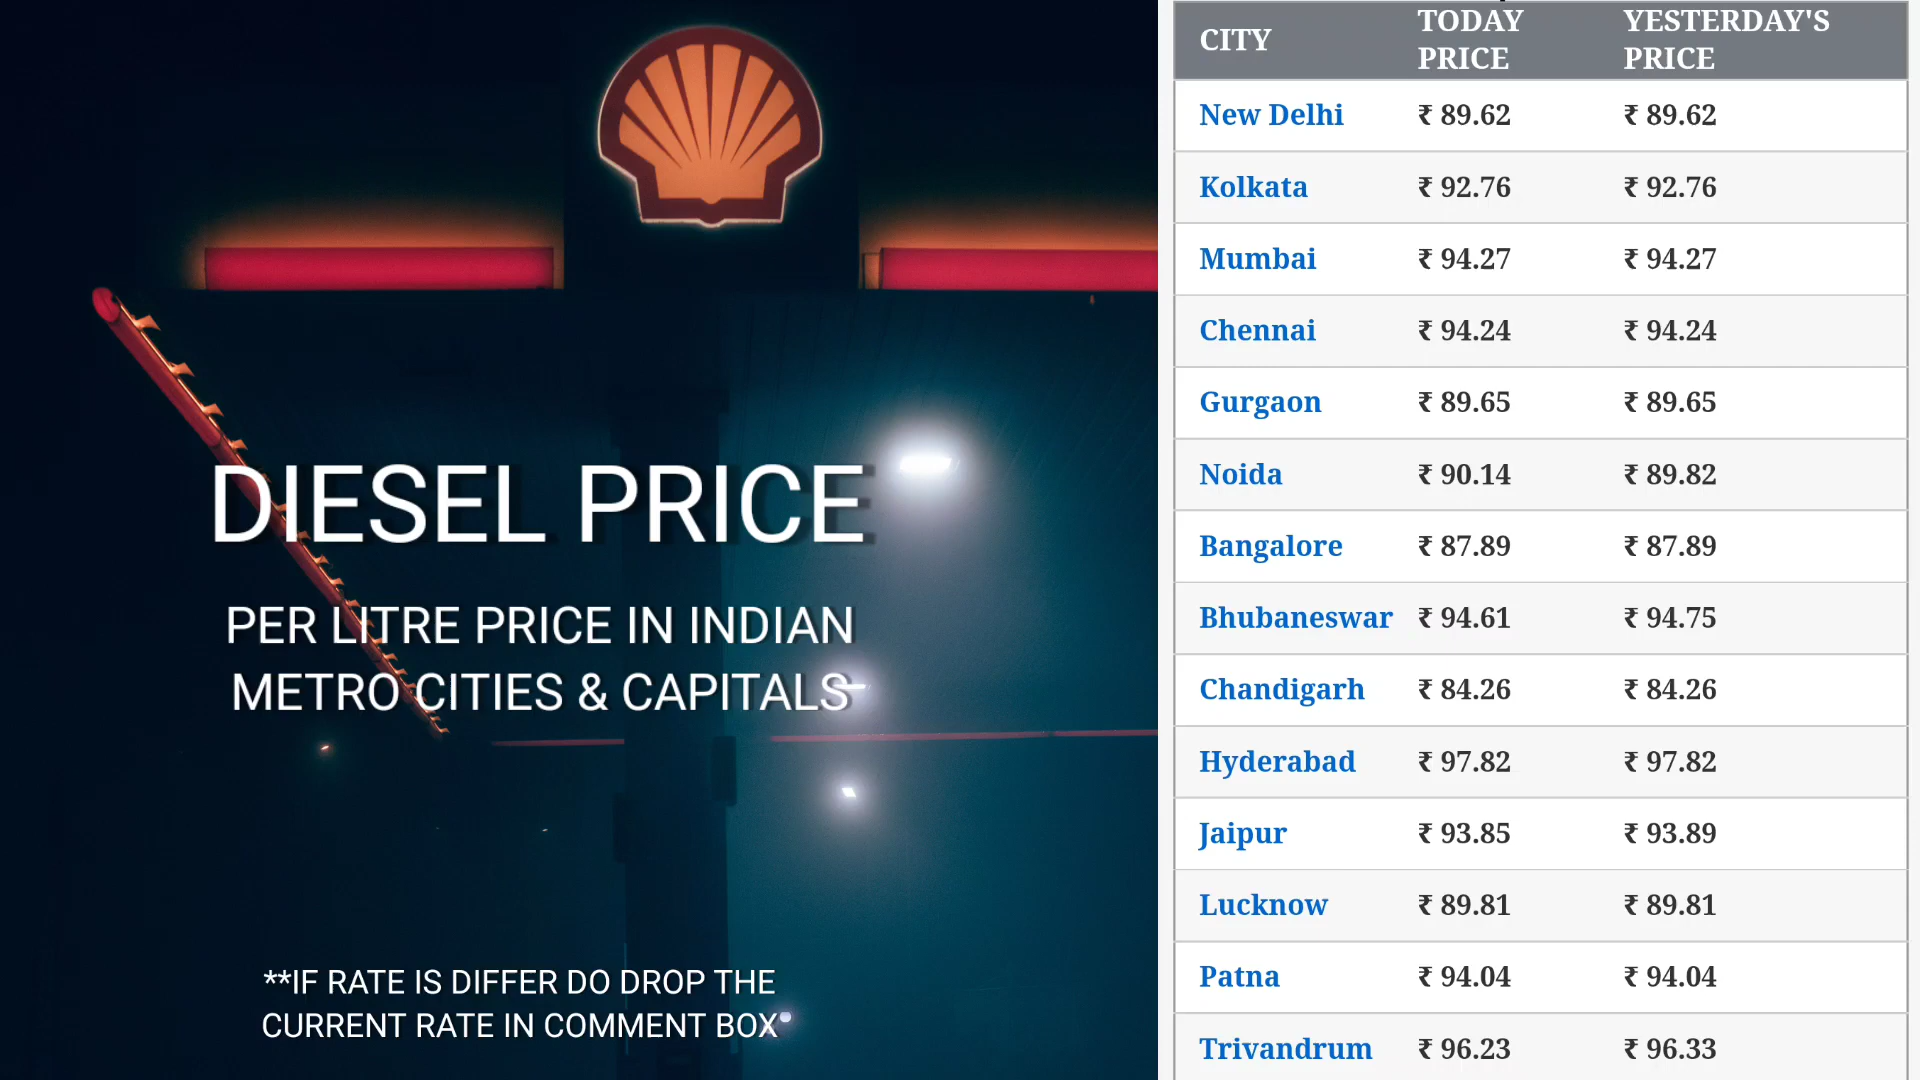 DIESEL PRICE
PER LITRE PRICE IN INDIAN
METRO CITIES & CAPITALS
**IF RATE IS DIFFER DO DROP THE
CURRENT RATE IN COMMENT BOX
CITY TODAY PRICE YESTERDAY'S PRICE
New Delhi ₹ 89.62 ₹ 89.62
Kolkata ₹ 92.76 ₹ 92.76
Mumbai ₹ 94.27 ₹ 94.27
Chennai ₹ 94.24 ₹ 94.24
Gurgaon ₹ 89.65 ₹ 89.65
Noida ₹ 90.14 ₹ 89.82
Bangalore ₹ 87.89 ₹ 87.89
Bhubaneswar ₹ 94.61 ₹ 94.75
Chandigarh ₹ 84.26 ₹ 84.26
Hyderabad ₹ 97.82 ₹ 97.82
Jaipur ₹ 93.85 ₹ 93.89
Lucknow ₹ 89.81 ₹ 89.81
Patna ₹ 94.04 ₹ 94.04
Trivandrum ₹ 96.23 ₹ 96.33